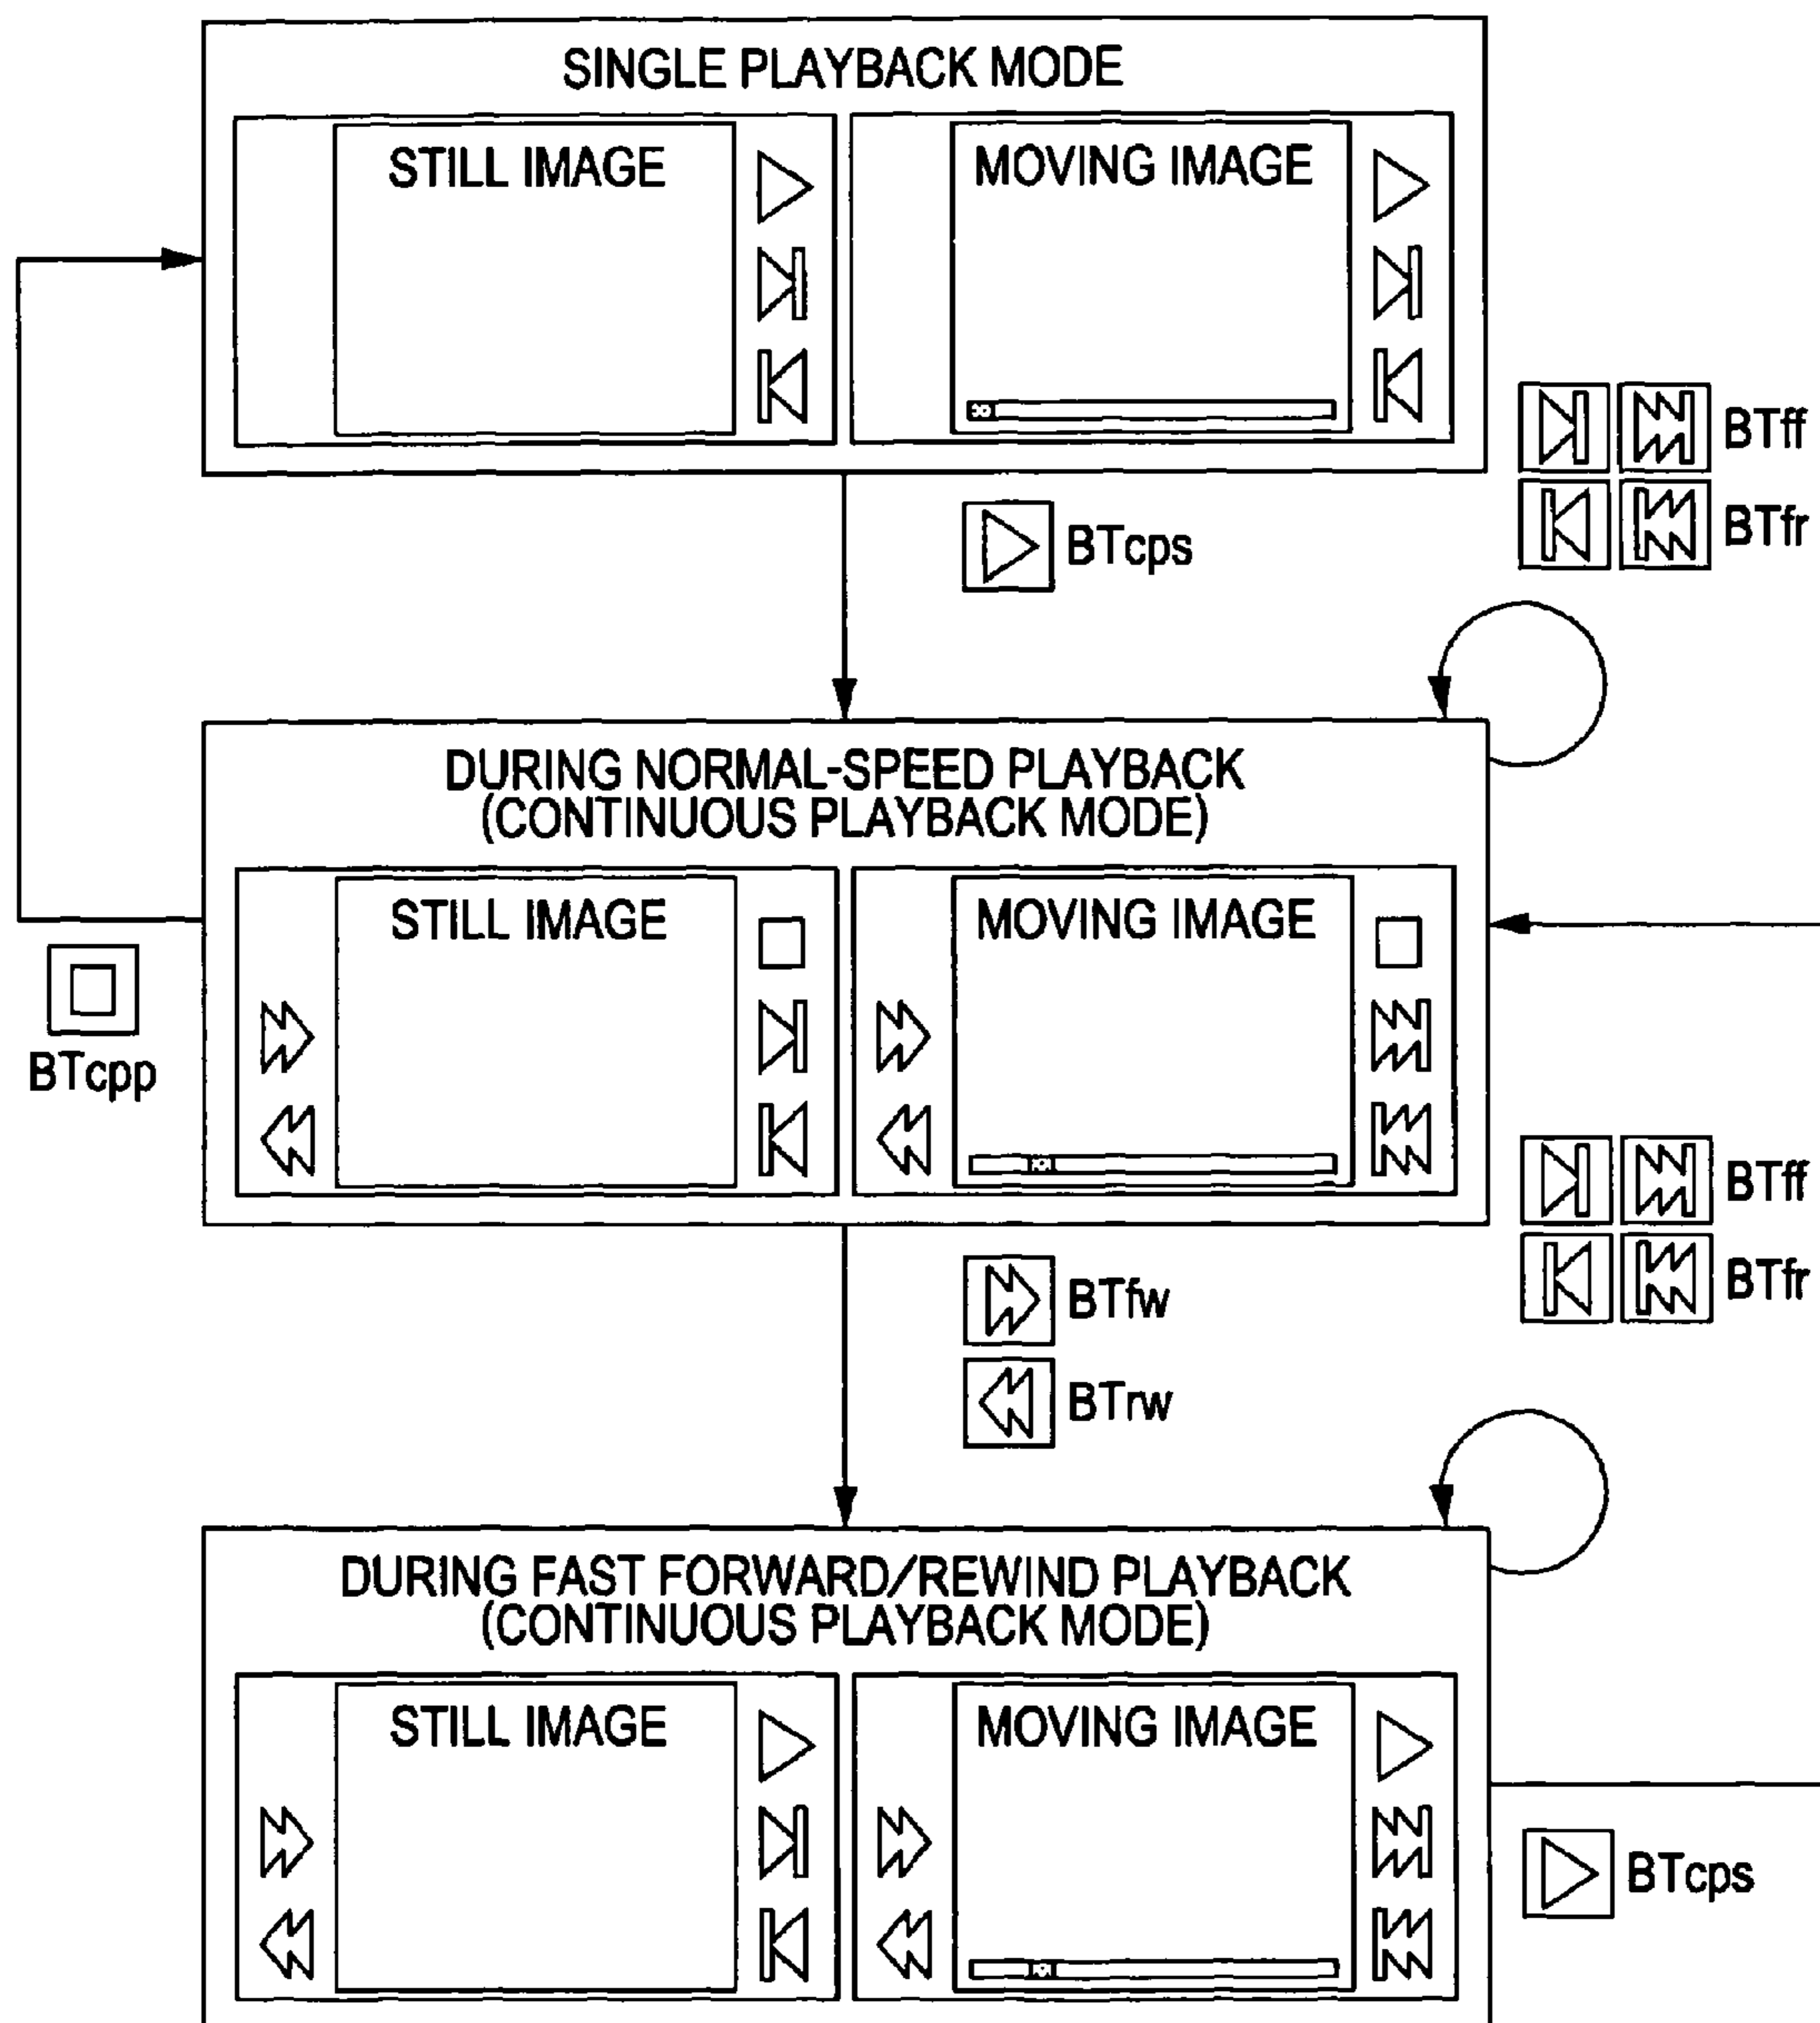 SINGLE PLAYBACK MODE
STILL IMAGE
MOVING IMAGE
BTff
BTfr
BTcps
DURING NORMAL-SPEED PLAYBACK
(CONTINUOUS PLAYBACK MODE)
STILL IMAGE
MOVING IMAGE
BTcpp
BTff
BTfr
BTfw
BTrw
DURING FAST FORWARD/REWIND PLAYBACK
(CONTINUOUS PLAYBACK MODE)
STILL IMAGE
MOVING IMAGE
BTcps